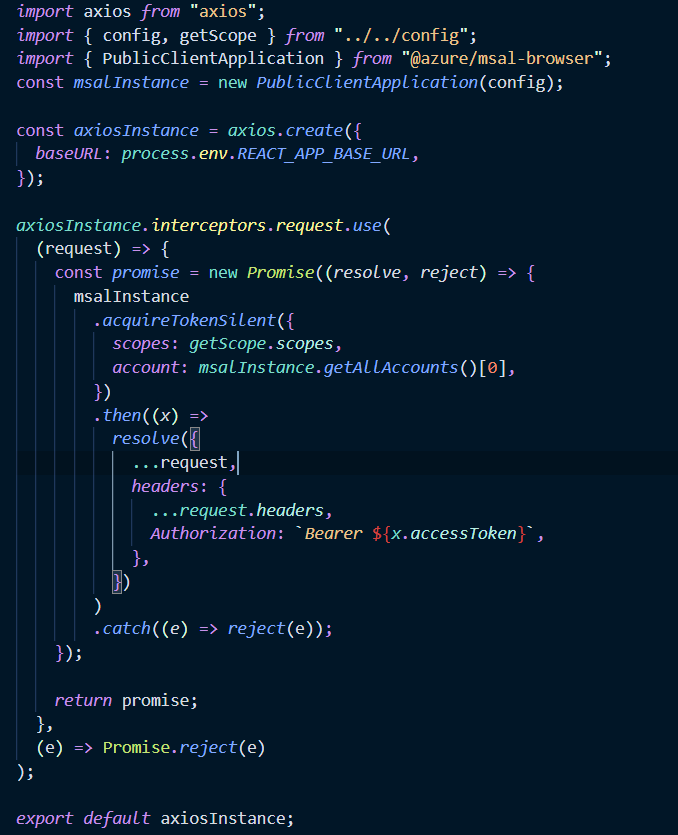 import axios from "axios";
import { config, getScope } from "../../config";
import { PublicClientApplication } from "@azure/msal-browser";
const msalInstance = new PublicClientApplication(config);

const axiosInstance = axios.create({
  baseURL: process.env.REACT_APP_BASE_URL,
});

axiosInstance.interceptors.request.use(
  (request) => {
    const promise = new Promise((resolve, reject) => {
      msalInstance
        .acquireTokenSilent({
          scopes: getScope.scopes,
          account: msalInstance.getAllAccounts()[0],
        })
        .then((x) =>
          resolve({
            ...request,
            headers: {
              ...request.headers,
              Authorization: `Bearer ${x.accessToken}`,
            },
          })
        )
        .catch((e) => reject(e));
    });

    return promise;
  },
  (e) => Promise.reject(e)
);

export default axiosInstance;